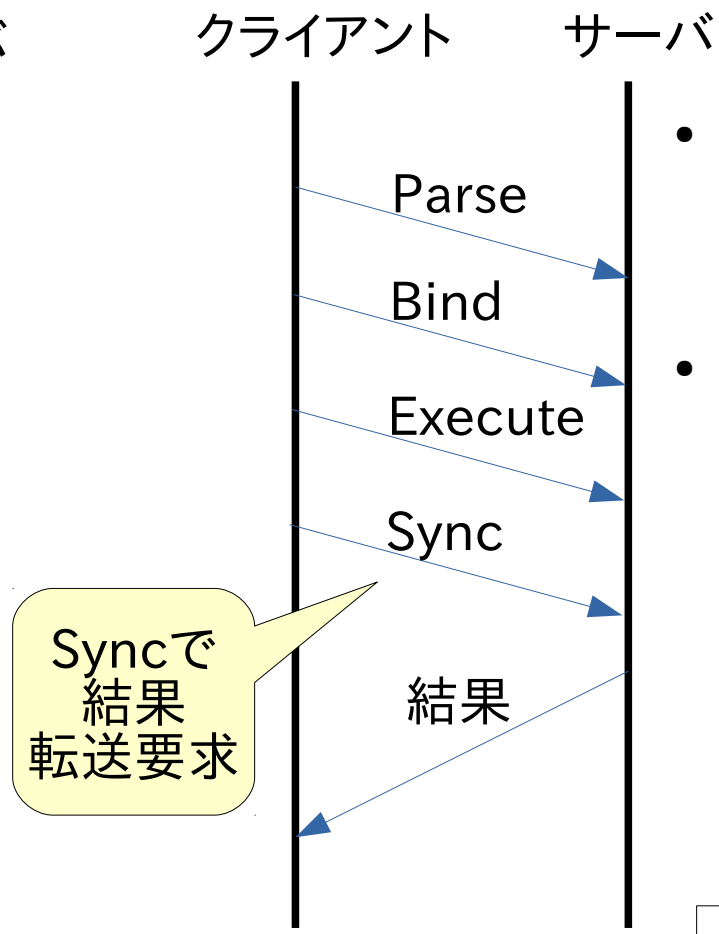 クライアント
サーバ
Parse
Bind
Execute
Sync
Syncで
結果
転送要求
結果